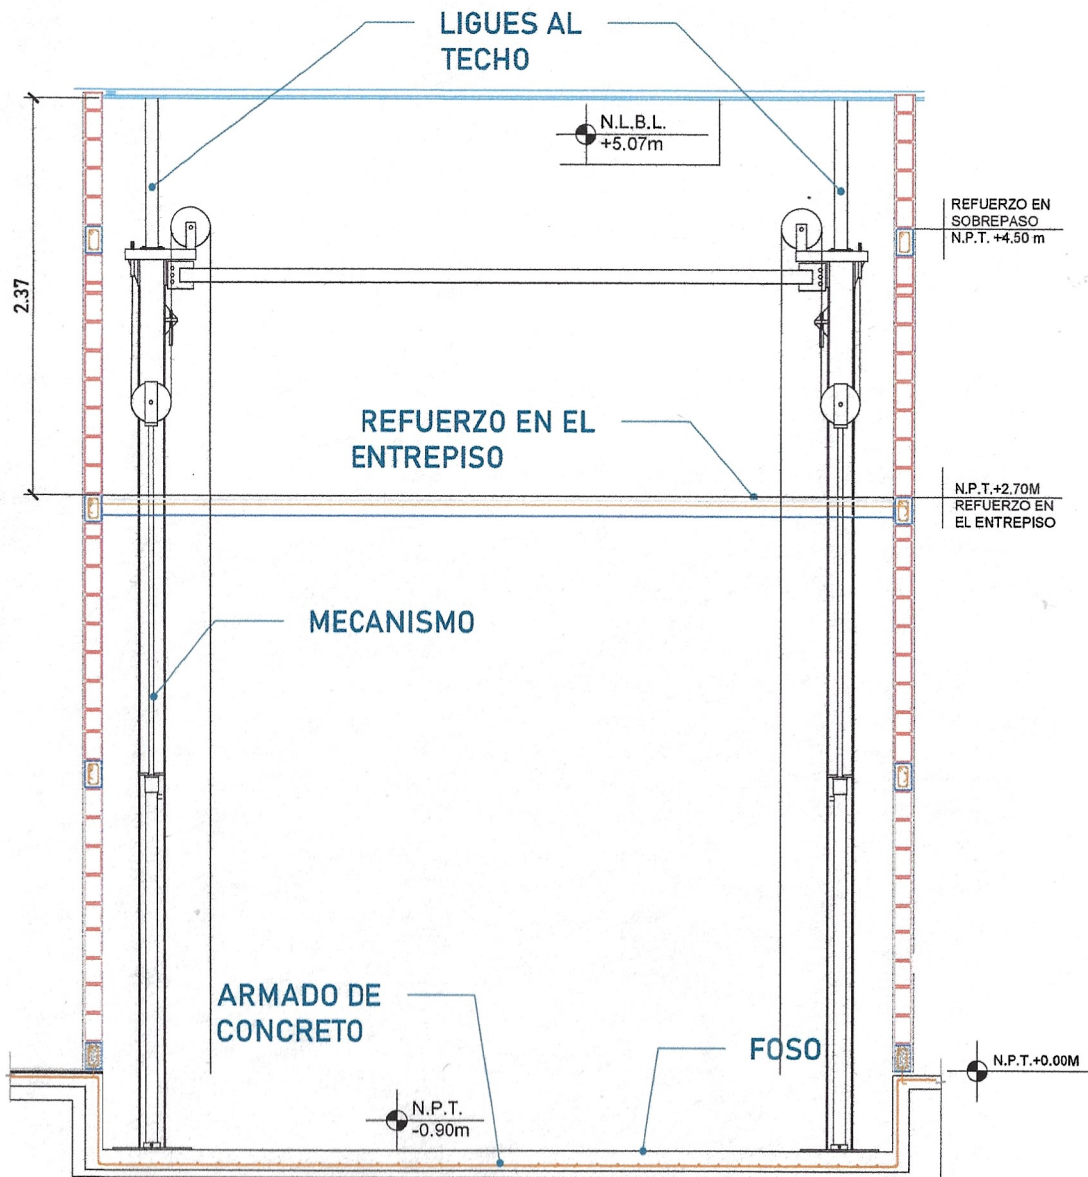 LIGUES AL
TECHO
N.L.B.L.
+5.07m
REFUERZO EN
SOBREPASO
N.P.T. +4.50 m
2.37
REFUERZO EN EL
ENTREPISO
N.P.T.+2.70M
REFUERZO EN
EL ENTREPISO
MECANISMO
ARMADO DE
CONCRETO
FOSO
N.P.T.+0.00M
N.P.T.
-0.90m